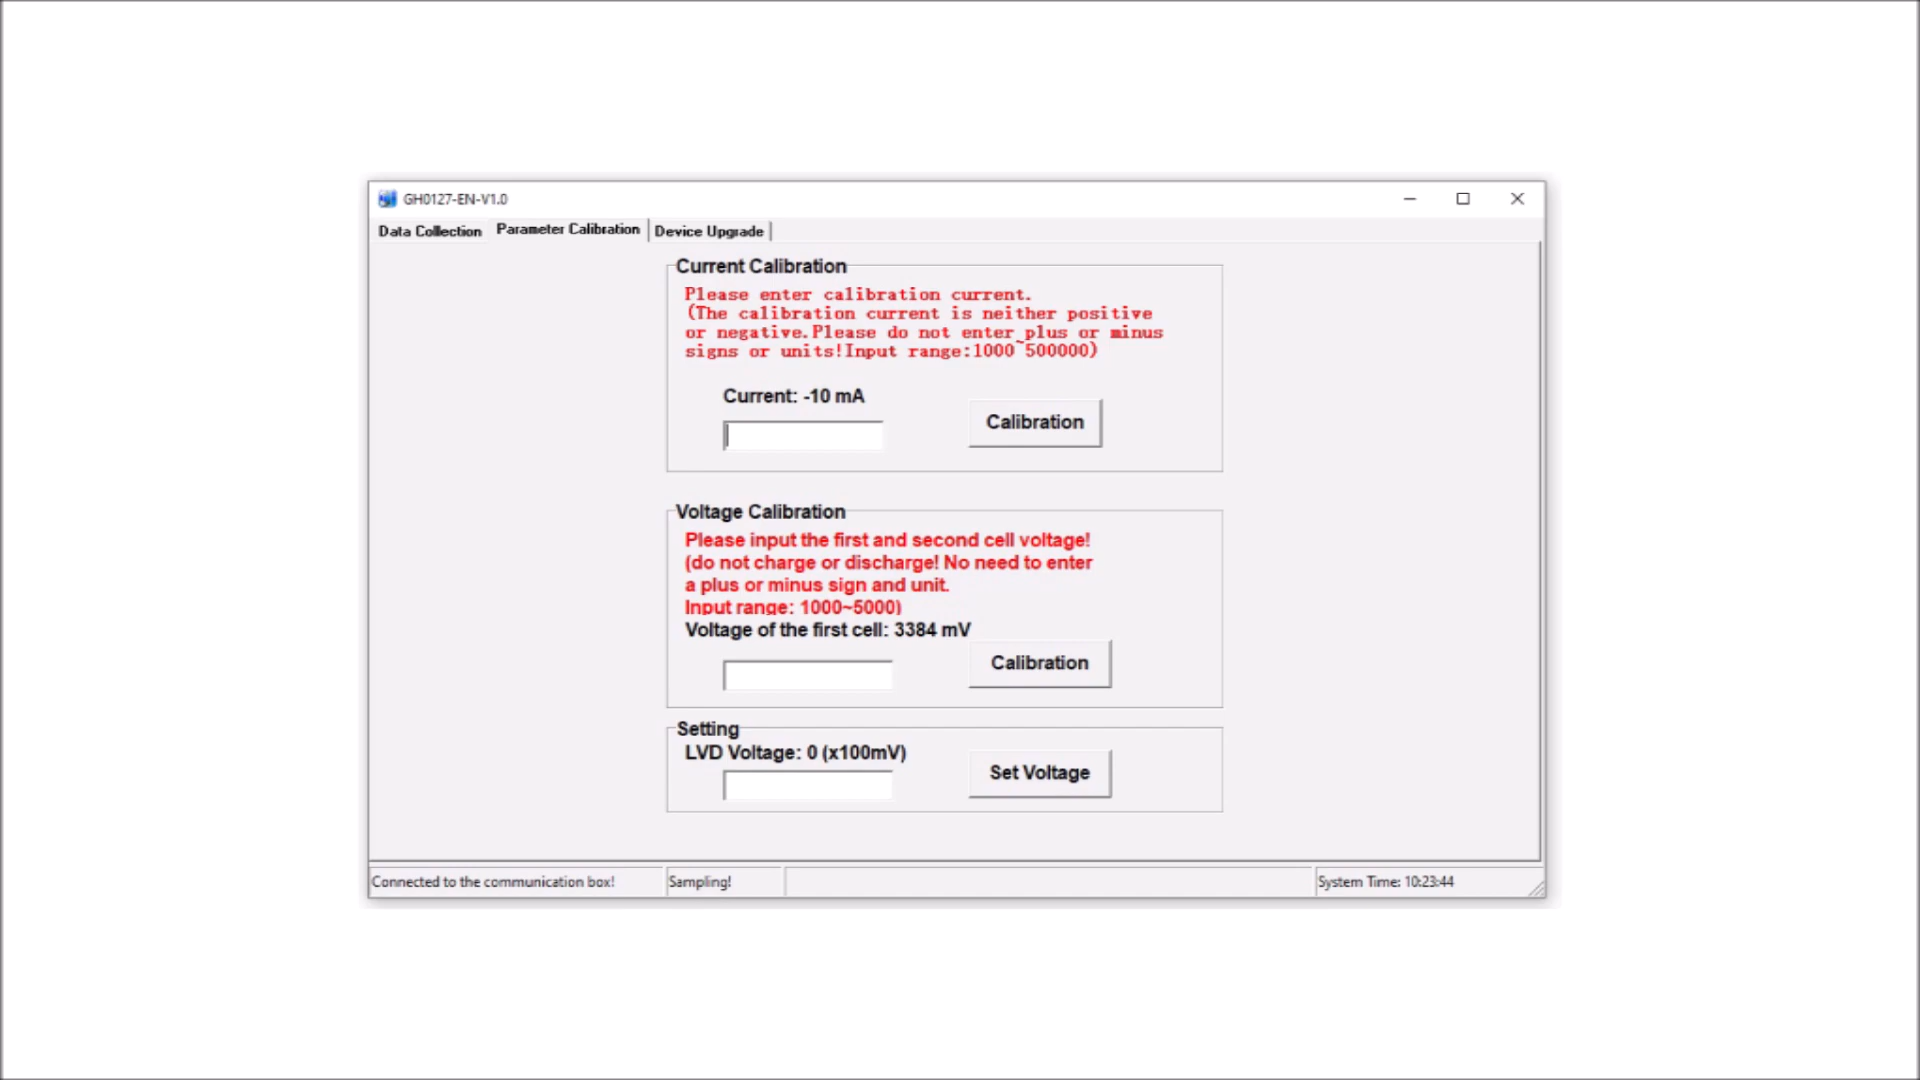 GH0127-EN-V1.0
Data Collection Parameter Calibration Device Upgrade
Current Calibration
Please enter calibration current.
(The calibration current is neither positive
or negative.Please do not enter plus or minus
signs or units!Input range:1000~500000)
Current: -10 mA
Calibration
Voltage Calibration
Please input the first and second cell voltage!
(do not charge or discharge! No need to enter
a plus or minus sign and unit.
Input range: 1000~5000)
Voltage of the first cell: 3384 mV
Calibration
Setting
LVD Voltage: 0 (x100mV)
Set Voltage
Connected to the communication box! Sampling! System Time: 10:23:44